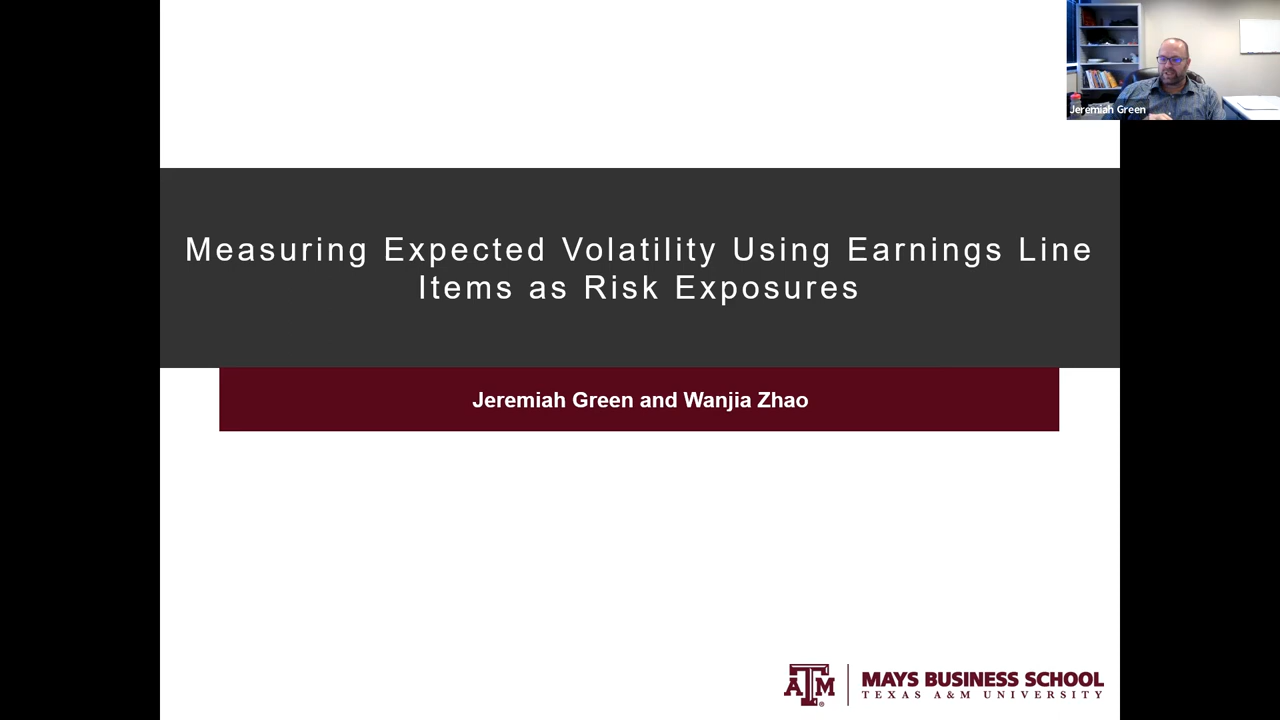 Jeremiah Green
Measuring Expected Volatility Using Earnings Line
Items as Risk Exposures
Jeremiah Green and Wanjia Zhao
ATM
MAYS BUSINESS SCHOOL
TEXAS A&M UNIVERSITY